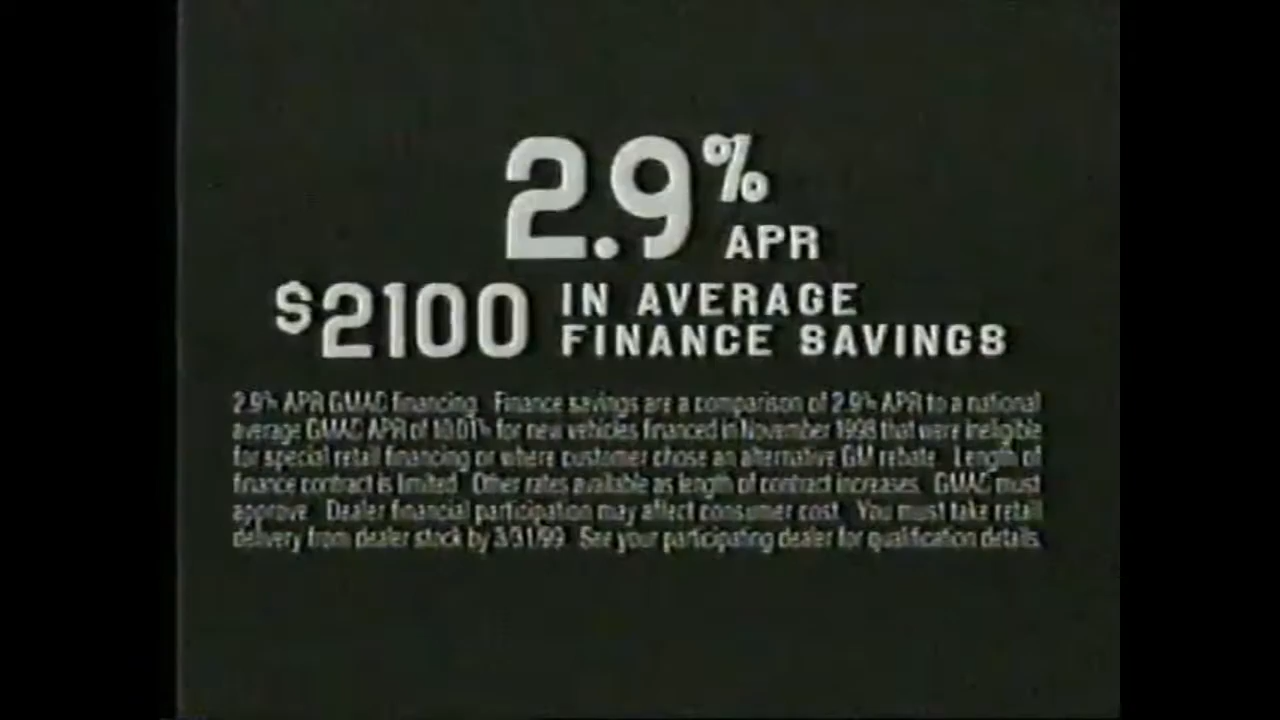 2.9%
APR
$2100 IN AVERAGE
FINANCE SAVINGS
2.9% APR GMAC financing. Finance savings are a comparison of 2.9% APR to a national
average GMAC APR of 10.01% for new vehicles financed in November 1998 that were ineligible
for special retail financing or where customer chose an alternative GM rebate. Length of
finance contract is limited. Other rates available as length of contract increases. GMAC must
approve. Dealer financial participation may affect consumer cost. You must take retail
delivery from dealer stock by 3/31/99. See your participating dealer for qualification details.